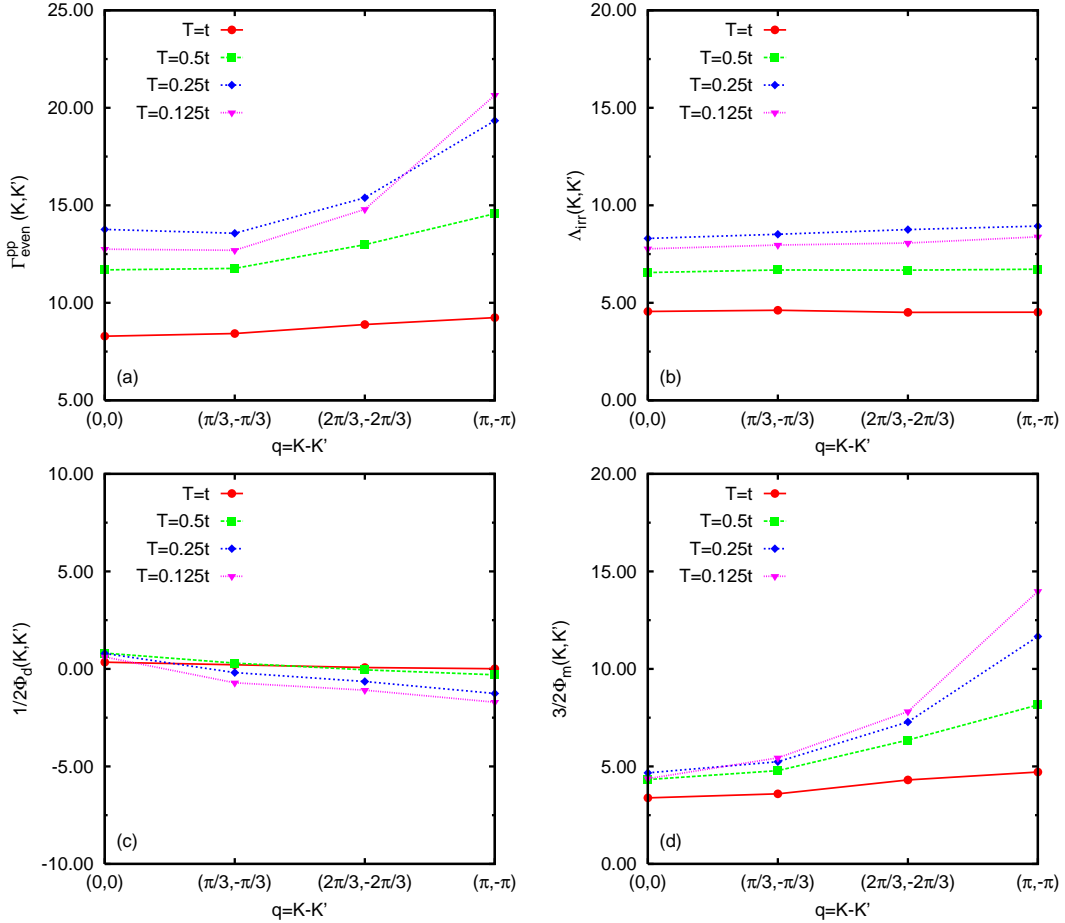 25.00
20.00
15.00
10.00
5.00
Γ^{pp}_{even} (K,K')
T=t
T=0.5t
T=0.25t
T=0.125t
(a)
(0,0)
(π/3,-π/3)
(2π/3,-2π/3)
(π,-π)
q=K-K'
20.00
15.00
10.00
5.00
0.00
Λ_{irr}(K,K')
T=t
T=0.5t
T=0.25t
T=0.125t
(b)
(0,0)
(π/3,-π/3)
(2π/3,-2π/3)
(π,-π)
q=K-K'
10.00
5.00
0.00
-5.00
-10.00
1/2Φ_d(K,K')
T=t
T=0.5t
T=0.25t
T=0.125t
(c)
(0,0)
(π/3,-π/3)
(2π/3,-2π/3)
(π,-π)
q=K-K'
20.00
15.00
10.00
5.00
0.00
3/2Φ_m(K,K')
T=t
T=0.5t
T=0.25t
T=0.125t
(d)
(0,0)
(π/3,-π/3)
(2π/3,-2π/3)
(π,-π)
q=K-K'